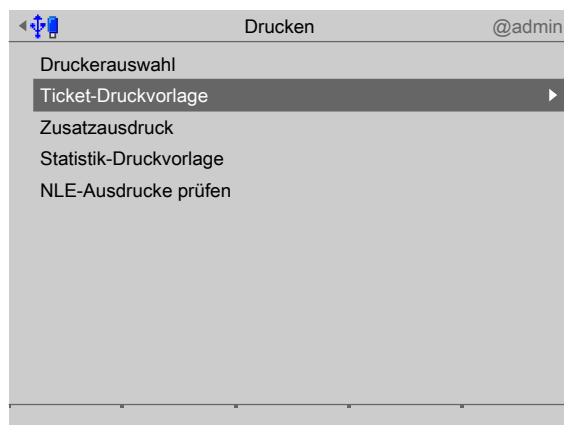 Drucken @admin
Druckerauswahl
Ticket-Druckvorlage
Zusatzausdruck
Statistik-Druckvorlage
NLE-Ausdrucke prüfen